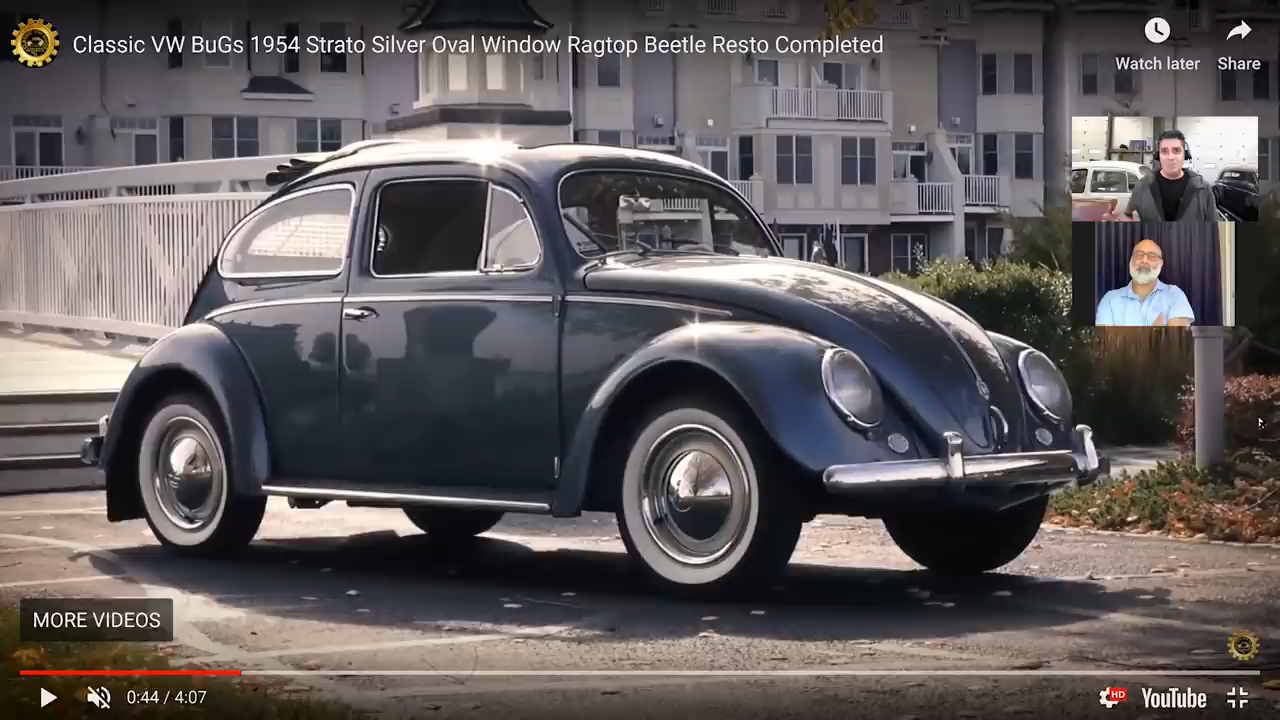 Classic VW BuGs 1954 Strato Silver Oval Window Ragtop Beetle Resto Completed
Watch later
Share
MORE VIDEOS
0:44 / 4:07
HD
YouTube